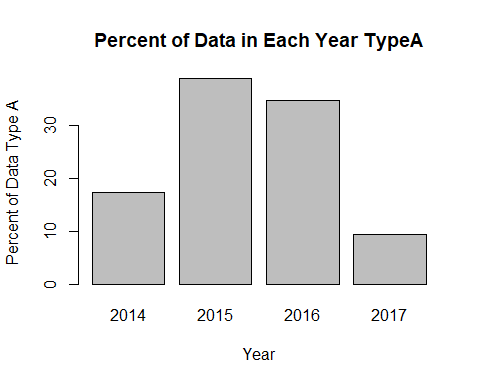 Percent of Data in Each Year TypeA
Percent of Data Type A
30
20
10
0
2014 2015 2016 2017
Year